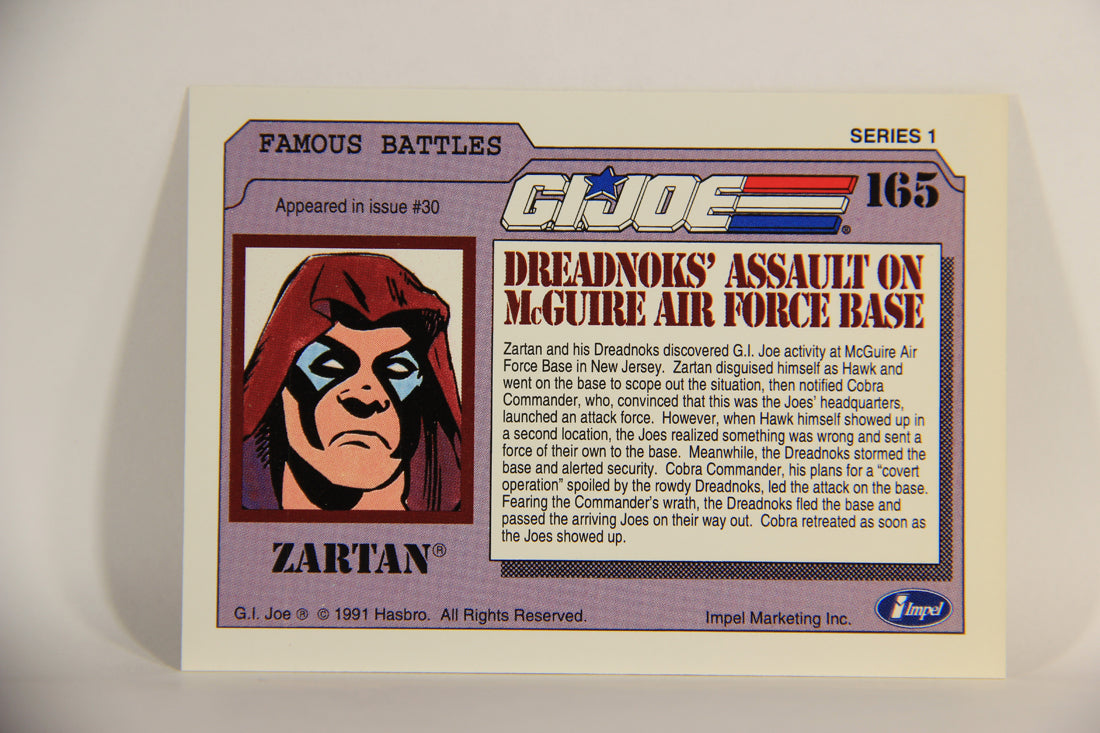 FAMOUS BATTLES
SERIES 1
Appeared in issue #30
G.I. JOE ®
165
DREADNOKS' ASSAULT ON
McGUIRE AIR FORCE BASE
Zartan and his Dreadnoks discovered G.I. Joe activity at McGuire Air
Force Base in New Jersey. Zartan disguised himself as Hawk and
went on the base to scope out the situation, then notified Cobra
Commander, who, convinced that this was the Joes' headquarters,
launched an attack force. However, when Hawk himself showed up in
a second location, the Joes realized something was wrong and sent a
force of their own to the base. Meanwhile, the Dreadnoks stormed the
base and alerted security. Cobra Commander, his plans for a "covert
operation" spoiled by the rowdy Dreadnoks, led the attack on the base.
Fearing the Commander's wrath, the Dreadnoks fled the base and
passed the arriving Joes on their way out. Cobra retreated as soon as
the Joes showed up.
ZARTAN®
G.I. Joe ® © 1991 Hasbro. All Rights Reserved.
Impel Marketing Inc.
i Impel